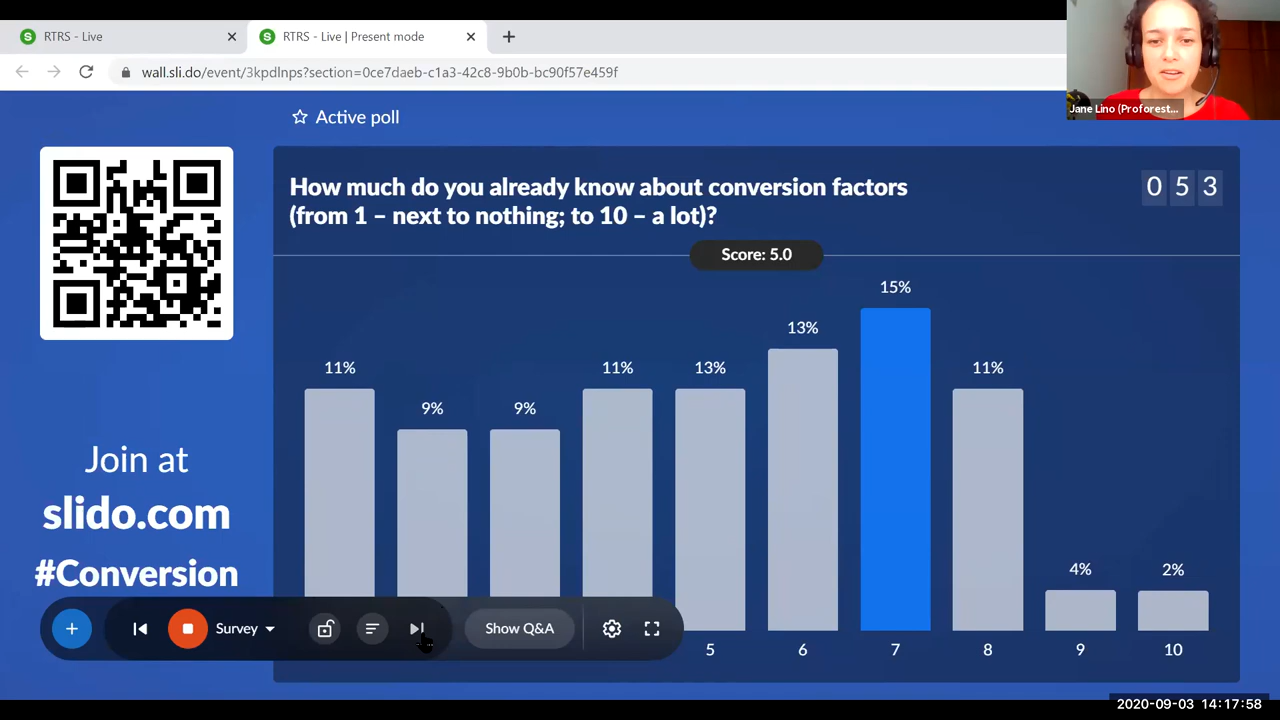 RTRS - Live
RTRS - Live | Present mode
wall.sli.do/event/3kpdlnps?section=0ce7daeb-c1a3-42c8-9b0b-bc90f57e459f
Jane Lino (Proforest...
Active poll
How much do you already know about conversion factors
(from 1 – next to nothing; to 10 – a lot)?
053
Score: 5.0
11%
9%
9%
11%
13%
13%
15%
11%
4%
2%
5
6
7
8
9
10
Join at
slido.com
#Conversion
Survey
Show Q&A
2020-09-03 14:17:58